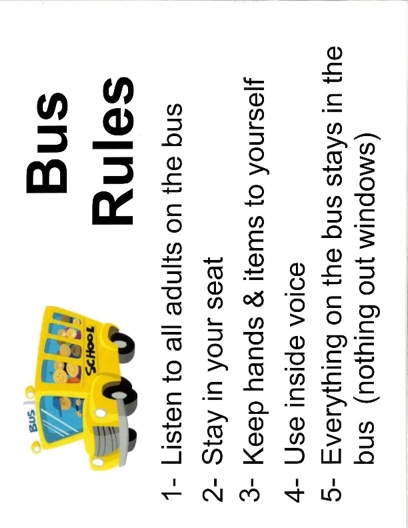 Bus
Rules
BUS
SCHOOL
1- Listen to all adults on the bus
2- Stay in your seat
3- Keep hands & items to yourself
4- Use inside voice
5- Everything on the bus stays in the
bus (nothing out windows)